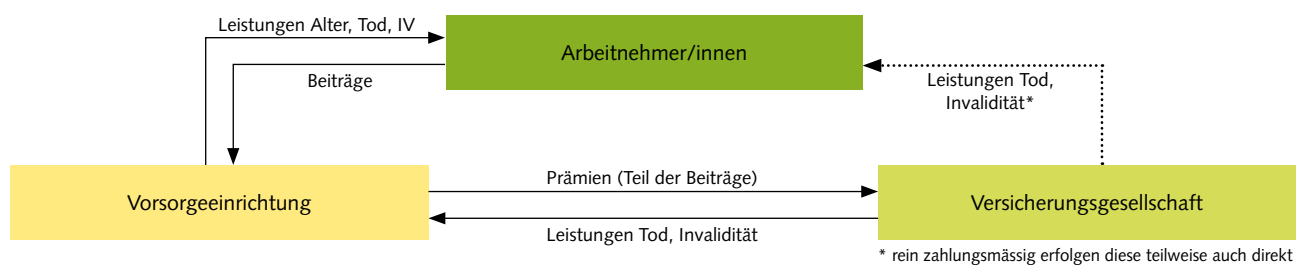 Leistungen Alter, Tod, IV
Arbeitnehmer/innen
Beiträge
Leistungen Tod,
Invalidität*
Vorsorgeeinrichtung
Prämien (Teil der Beiträge)
Versicherungsgesellschaft
Leistungen Tod, Invalidität
* rein zahlungsmässig erfolgen diese teilweise auch direkt